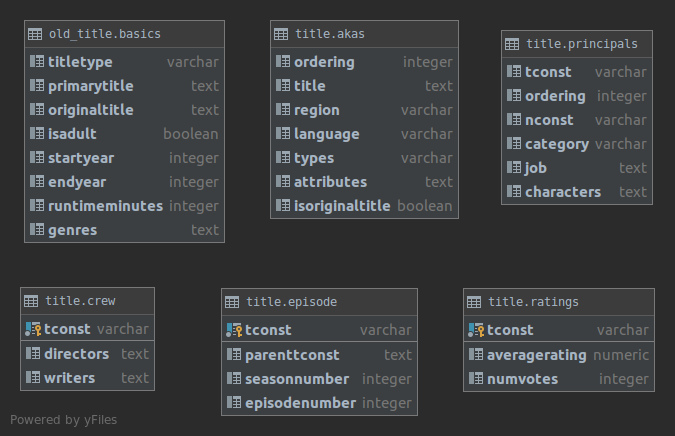 old_title.basics
titletype varchar
primarytitle text
originaltitle text
isadult boolean
startyear integer
endyear integer
runtimeminutes integer
genres text
title.akas
ordering integer
title text
region varchar
language varchar
types varchar
attributes text
isoriginaltitle boolean
title.principals
tconst varchar
ordering integer
nconst varchar
category varchar
job text
characters text
title.crew
tconst varchar
directors text
writers text
title.episode
tconst varchar
parenttconst text
seasonnumber integer
episodenumber integer
title.ratings
tconst varchar
averagerating numeric
numvotes integer
Powered by yFiles